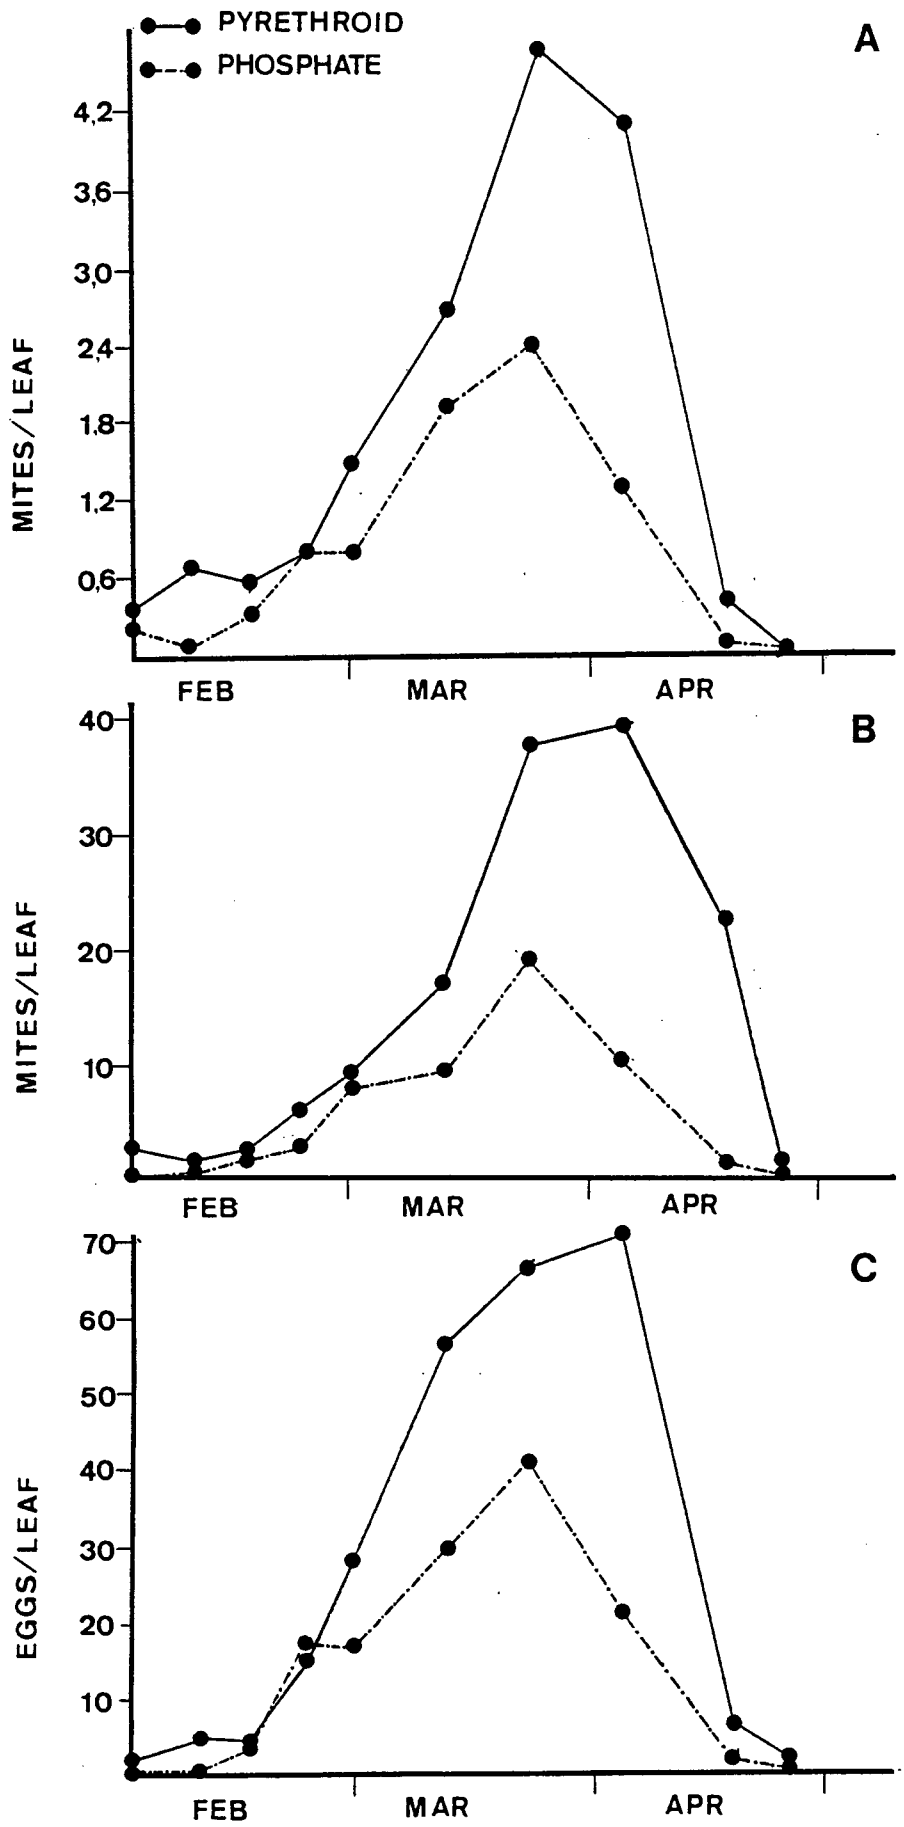 PYRETHROID
PHOSPHATE
A
4,2
3,6
3,0
2,4
1,8
1,2
0,6
MITES/LEAF
FEB MAR APR
B
40
30
20
10
MITES/LEAF
FEB MAR APR
C
70
60
50
40
30
20
10
EGGS/LEAF
FEB MAR APR